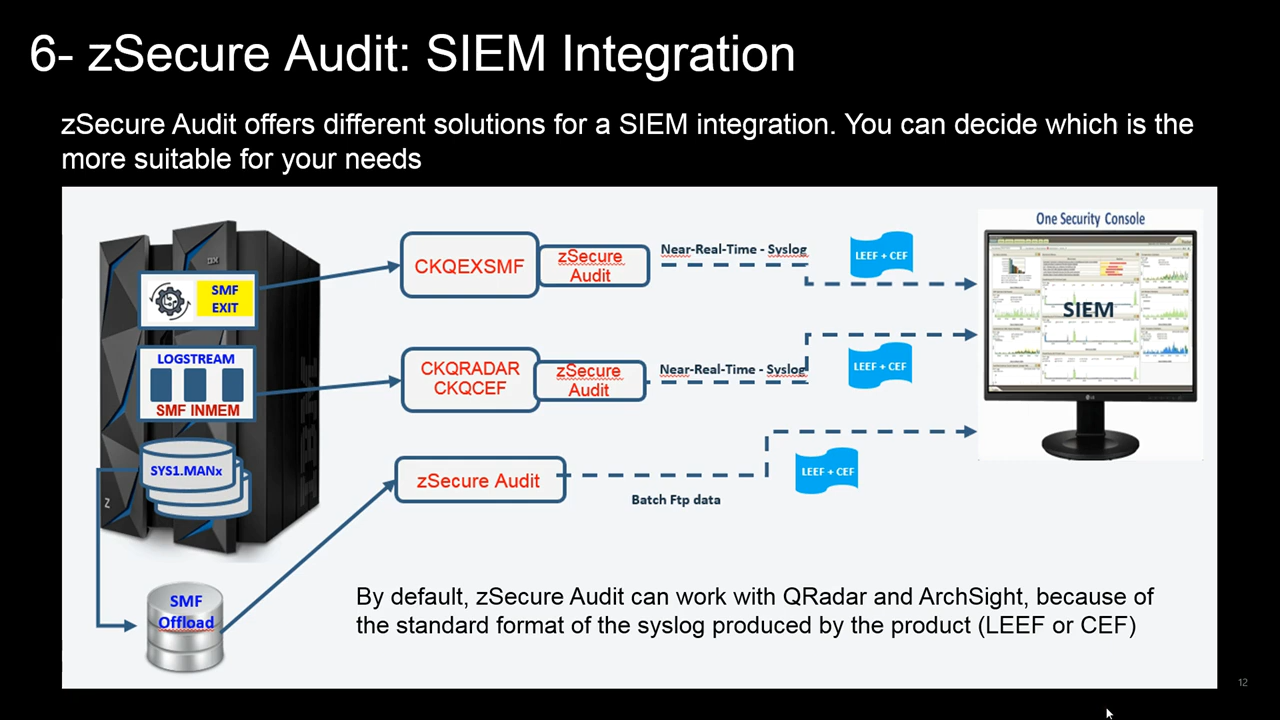 6- zSecure Audit: SIEM Integration
zSecure Audit offers different solutions for a SIEM integration. You can decide which is the
more suitable for your needs
One Security Console
IBM
SMF
EXIT
CKQEXSMF
zSecure
Audit
Near-Real-Time - Syslog
LEEF + CEF
SIEM
LOGSTREAM
SMF INMEM
CKQRADAR
CKQCEF
zSecure
Audit
Near-Real-Time - Syslog
LEEF + CEF
SYS1.MANx
Z
zSecure Audit
Batch Ftp data
LEEF + CEF
LG
SMF
Offload
By default, zSecure Audit can work with QRadar and ArchSight, because of
the standard format of the syslog produced by the product (LEEF or CEF)
12